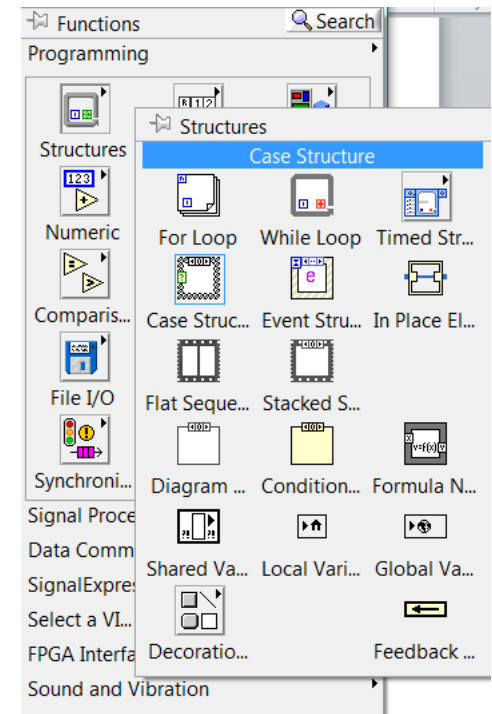 Functions
Search
Programming
Structures
Structures
Case Structure
For Loop While Loop Timed Str...
Numeric
Case Struc... Event Stru... In Place El...
Comparis...
Flat Seque... Stacked S...
File I/O
Diagram ... Condition... Formula N...
Synchroni...
Shared Va... Local Vari... Global Va...
Decoratio... Feedback ...
Signal Proce
Data Comm
SignalExpre
Select a VI...
FPGA Interfa
Sound and Vibration